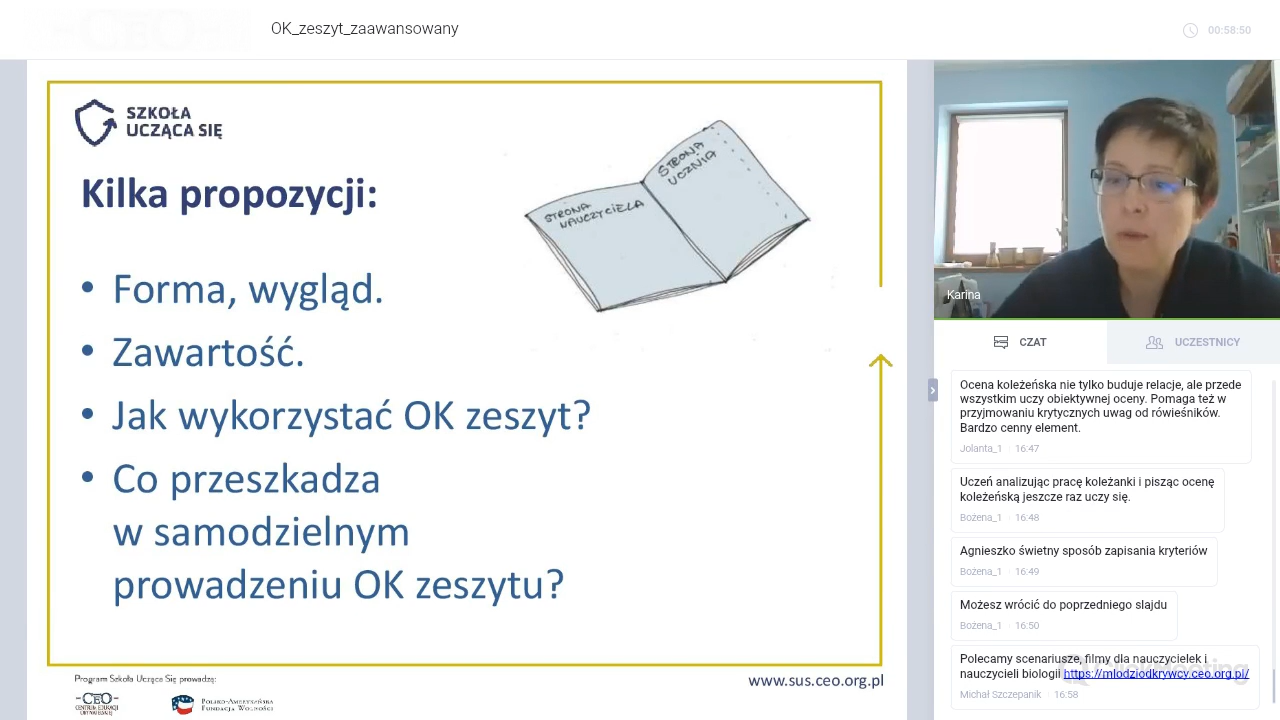 OK_zeszyt_zaawansowany
00:58:50
SZKOŁA
UCZĄCA SIĘ
Kilka propozycji:
STRONA
NAUCZYCIELA
STRONA
UCZNIA
• Forma, wygląd.
• Zawartość.
• Jak wykorzystać OK zeszyt?
• Co przeszkadza
w samodzielnym
prowadzeniu OK zeszytu?
Program Szkoła Ucząca Się prowadzą:
CEO
CENTRUM EDUKACJI
OBYWATELSKIEJ
Polsko-Amerykańska
Fundacja Wolności
www.sus.ceo.org.pl
Karina
CZAT
UCZESTNICY
Ocena koleżeńska nie tylko buduje relacje, ale przede
wszystkim uczy obiektywnej oceny. Pomaga też w
przyjmowaniu krytycznych uwag od rówieśników.
Bardzo cenny element.
Jolanta_1 16:47
Uczeń analizując pracę koleżanki i pisząc ocenę
koleżeńską jeszcze raz uczy się.
Bożena_1 16:48
Agnieszko świetny sposób zapisania kryteriów
Bożena_1 16:49
Możesz wrócić do poprzedniego slajdu
Bożena_1 16:50
Polecamy scenariusze, filmy dla nauczycielek i
nauczycieli biologii https://mlodziodkrywcy.ceo.org.pl/
Michał Szczepanik 16:58
ClickMeeting